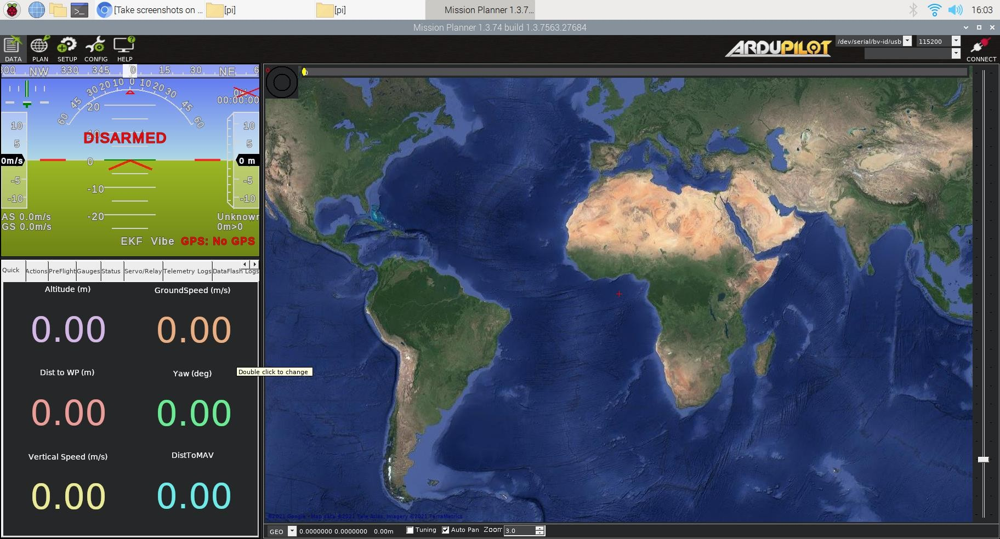 [Take screenshots on ... [pi] [pi] Mission Planner 1.3.7... 16:03
Mission Planner 1.3.74 build 1.3.7563.27684
DATA PLAN SETUP CONFIG HELP
ARDUPILOT
/dev/serial/bv-id/usb 115200
CONNECT
300 NW 330 345 0 15 30 NE 6
60 45 30 20 10 0 10 20 30 45 60
0%
00:00:00
20
10 10 10
DISARMED
5 5
0m/s 0 0 m
-5 -5
-10
-10 -10
AS 0.0m/s -20 Unknown
GS 0.0m/s 0m>0
EKF Vibe GPS: No GPS
Quick Actions PreFlight Gauges Status Servo/Relay Telemetry Logs DataFlash Logs
Altitude (m) GroundSpeed (m/s)
0.00 0.00
Dist to WP (m) Yaw (deg)
Double click to change
0.00 0.00
Vertical Speed (m/s) DistToMAV
0.00 0.00
0
©2021 Google - Map data ©2021 Tele Atlas, Imagery ©2021 TerraMetrics
GEO 0.0000000 0.0000000 0.00m Tuning Auto Pan Zoom 3.0